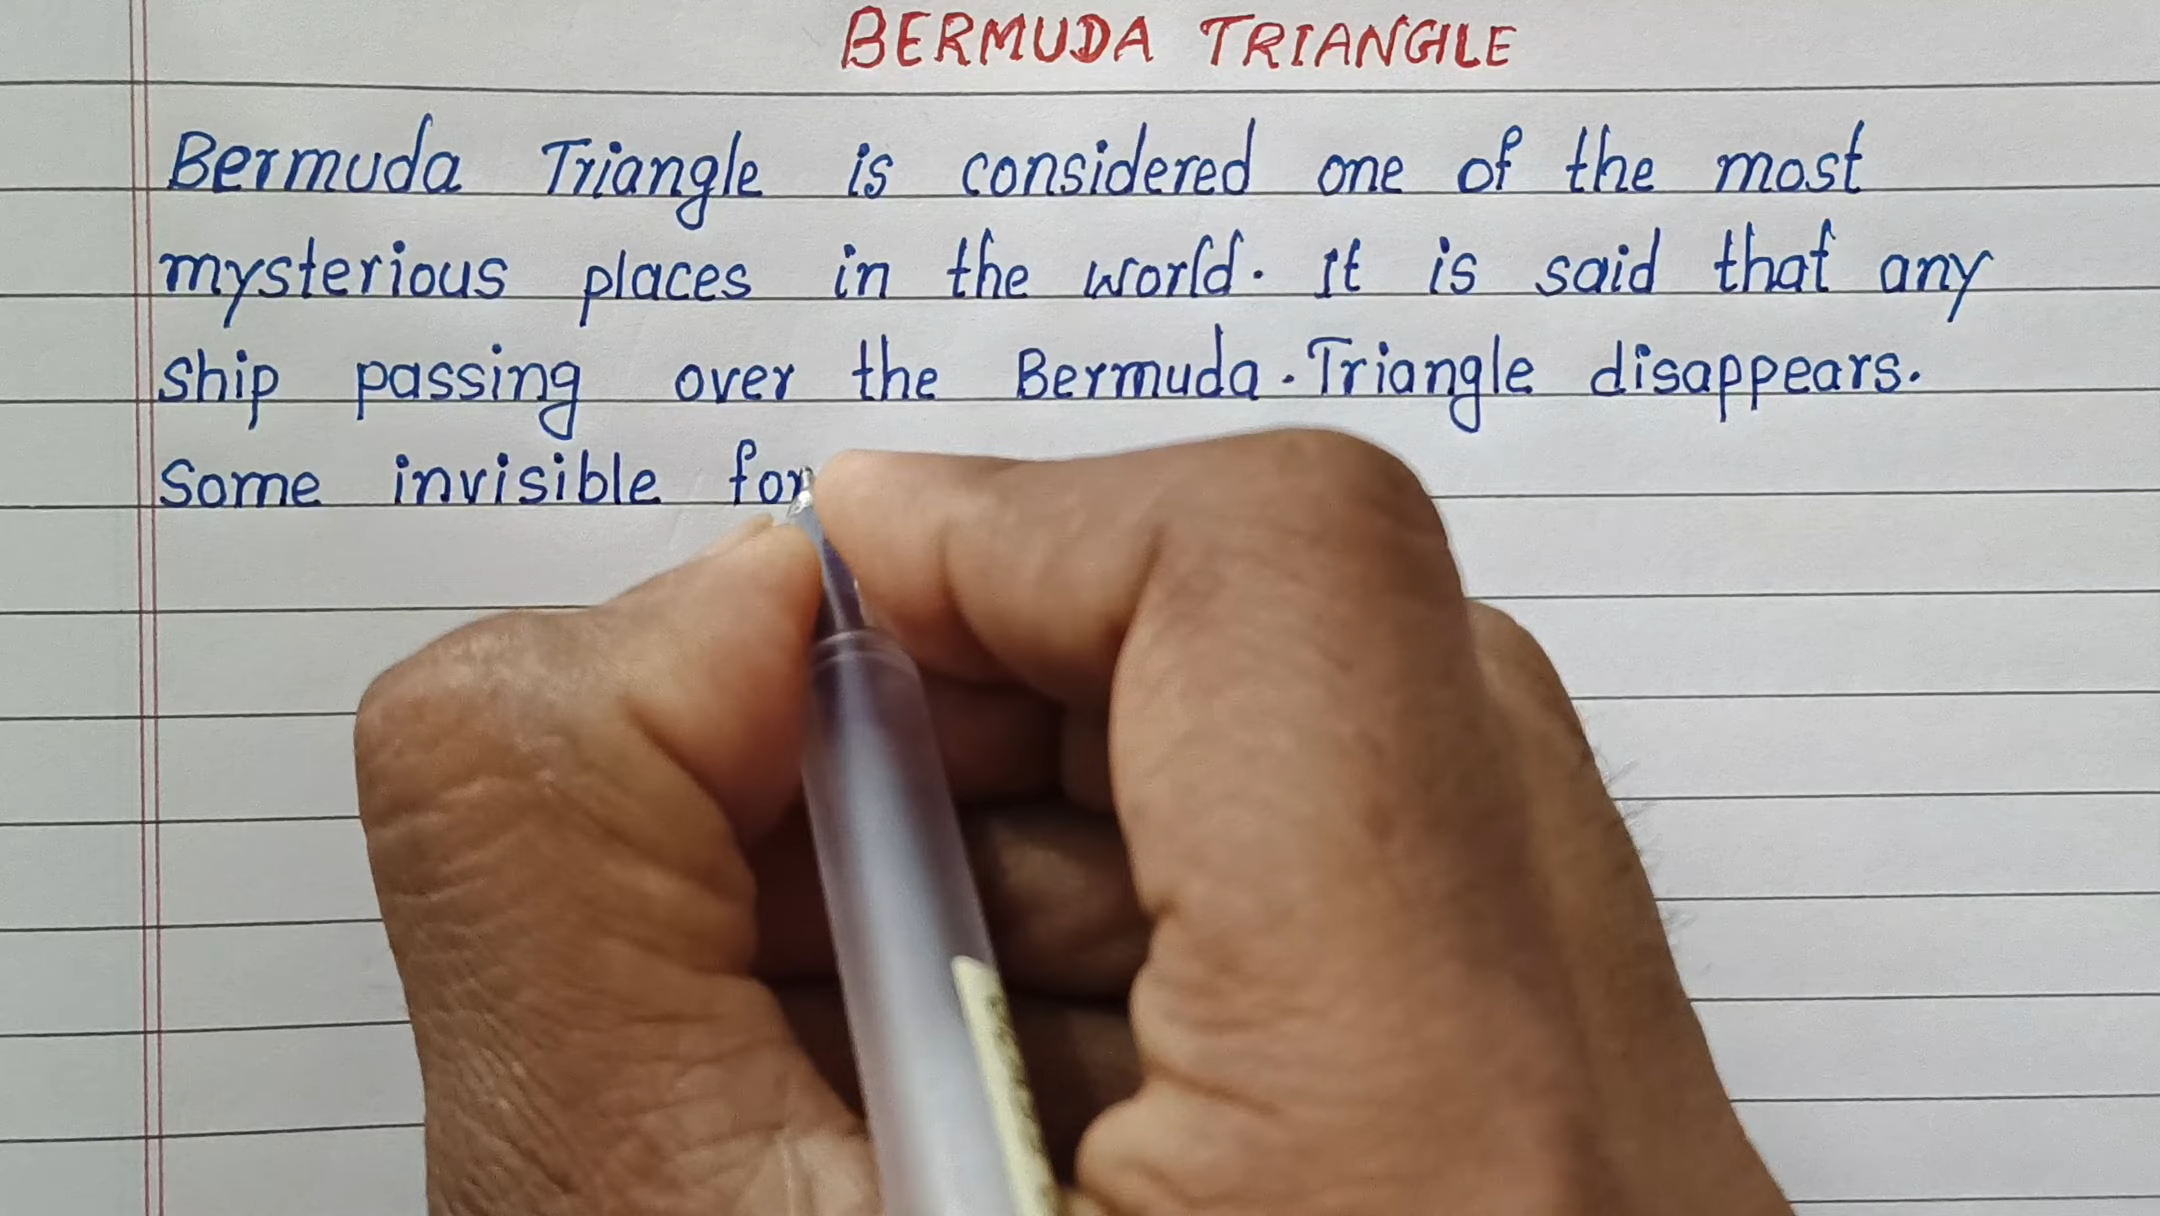 BERMUDA TRIANGLE
Bermuda Triangle is considered one of the most
mysterious places in the world. It is said that any
ship passing over the Bermuda.Triangle disappears.
Some invisible for